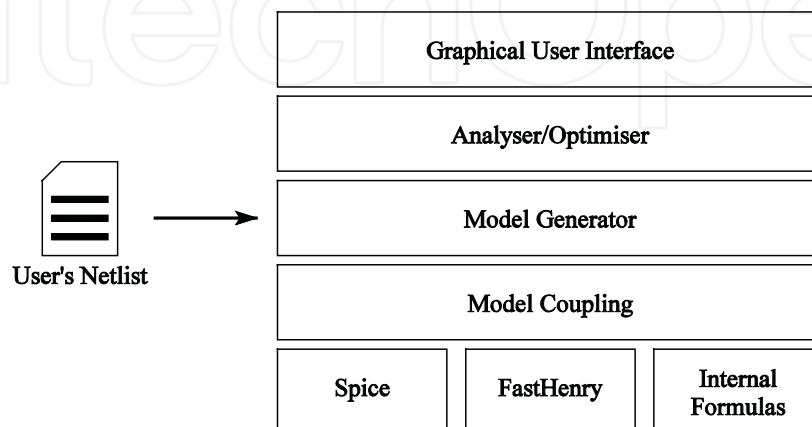 Graphical User Interface
Analyser/Optimiser
Model Generator
User's Netlist
Model Coupling
Spice
FastHenry
Internal
Formulas